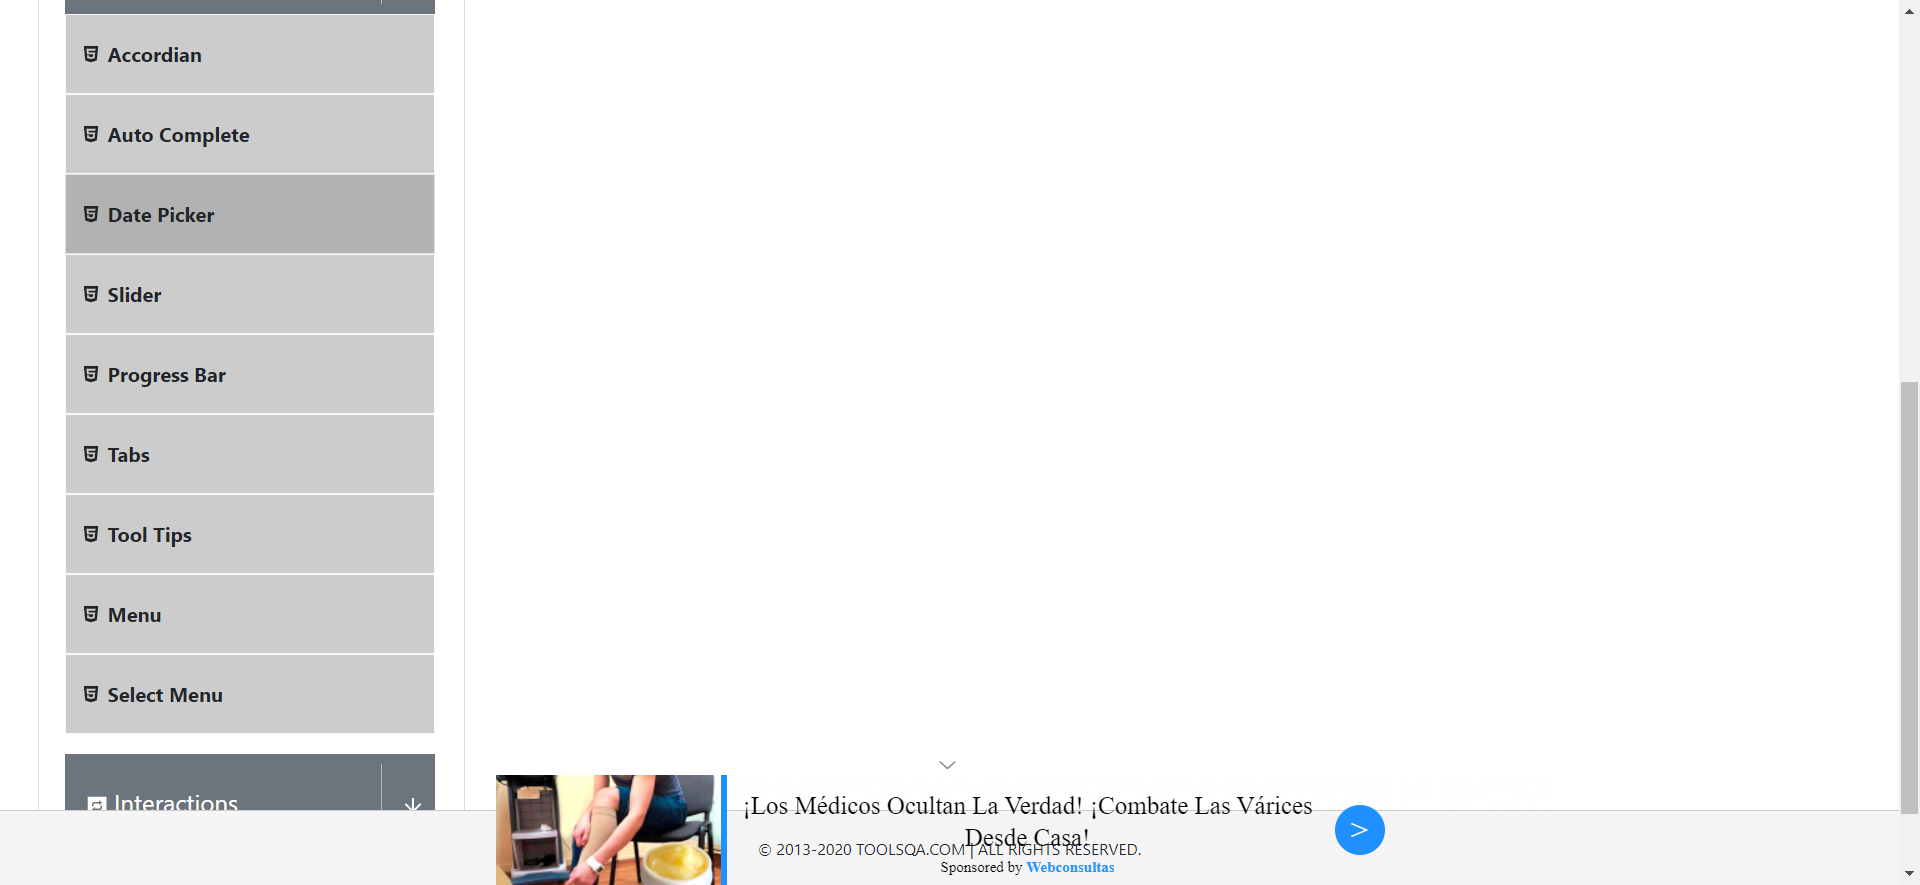 Accordian
Auto Complete
Date Picker
Slider
Progress Bar
Tabs
Tool Tips
Menu
Select Menu
Interactions
¡Los Médicos Ocultan La Verdad! ¡Combate Las Várices
Desde Casa!
© 2013-2020 TOOLSQA.COM | ALL RIGHTS RESERVED.
Sponsored by Webconsultas